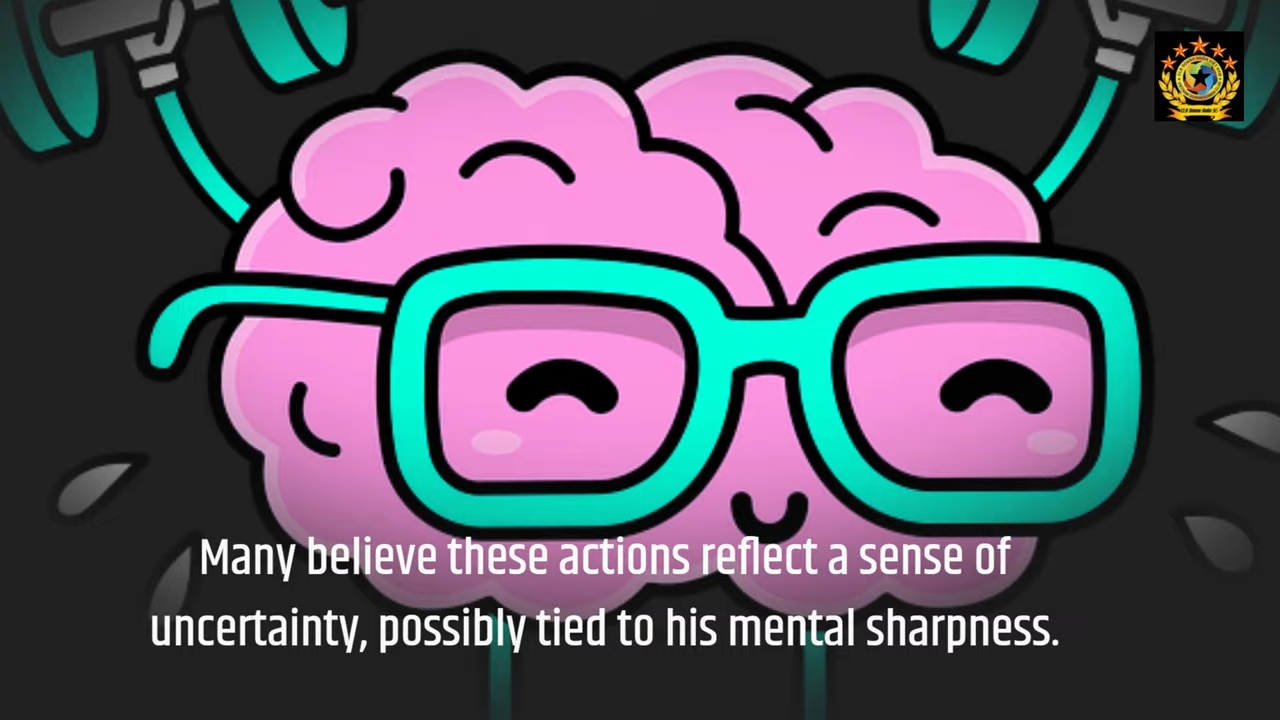 Many believe these actions reflect a sense of
uncertainty, possibly tied to his mental sharpness.